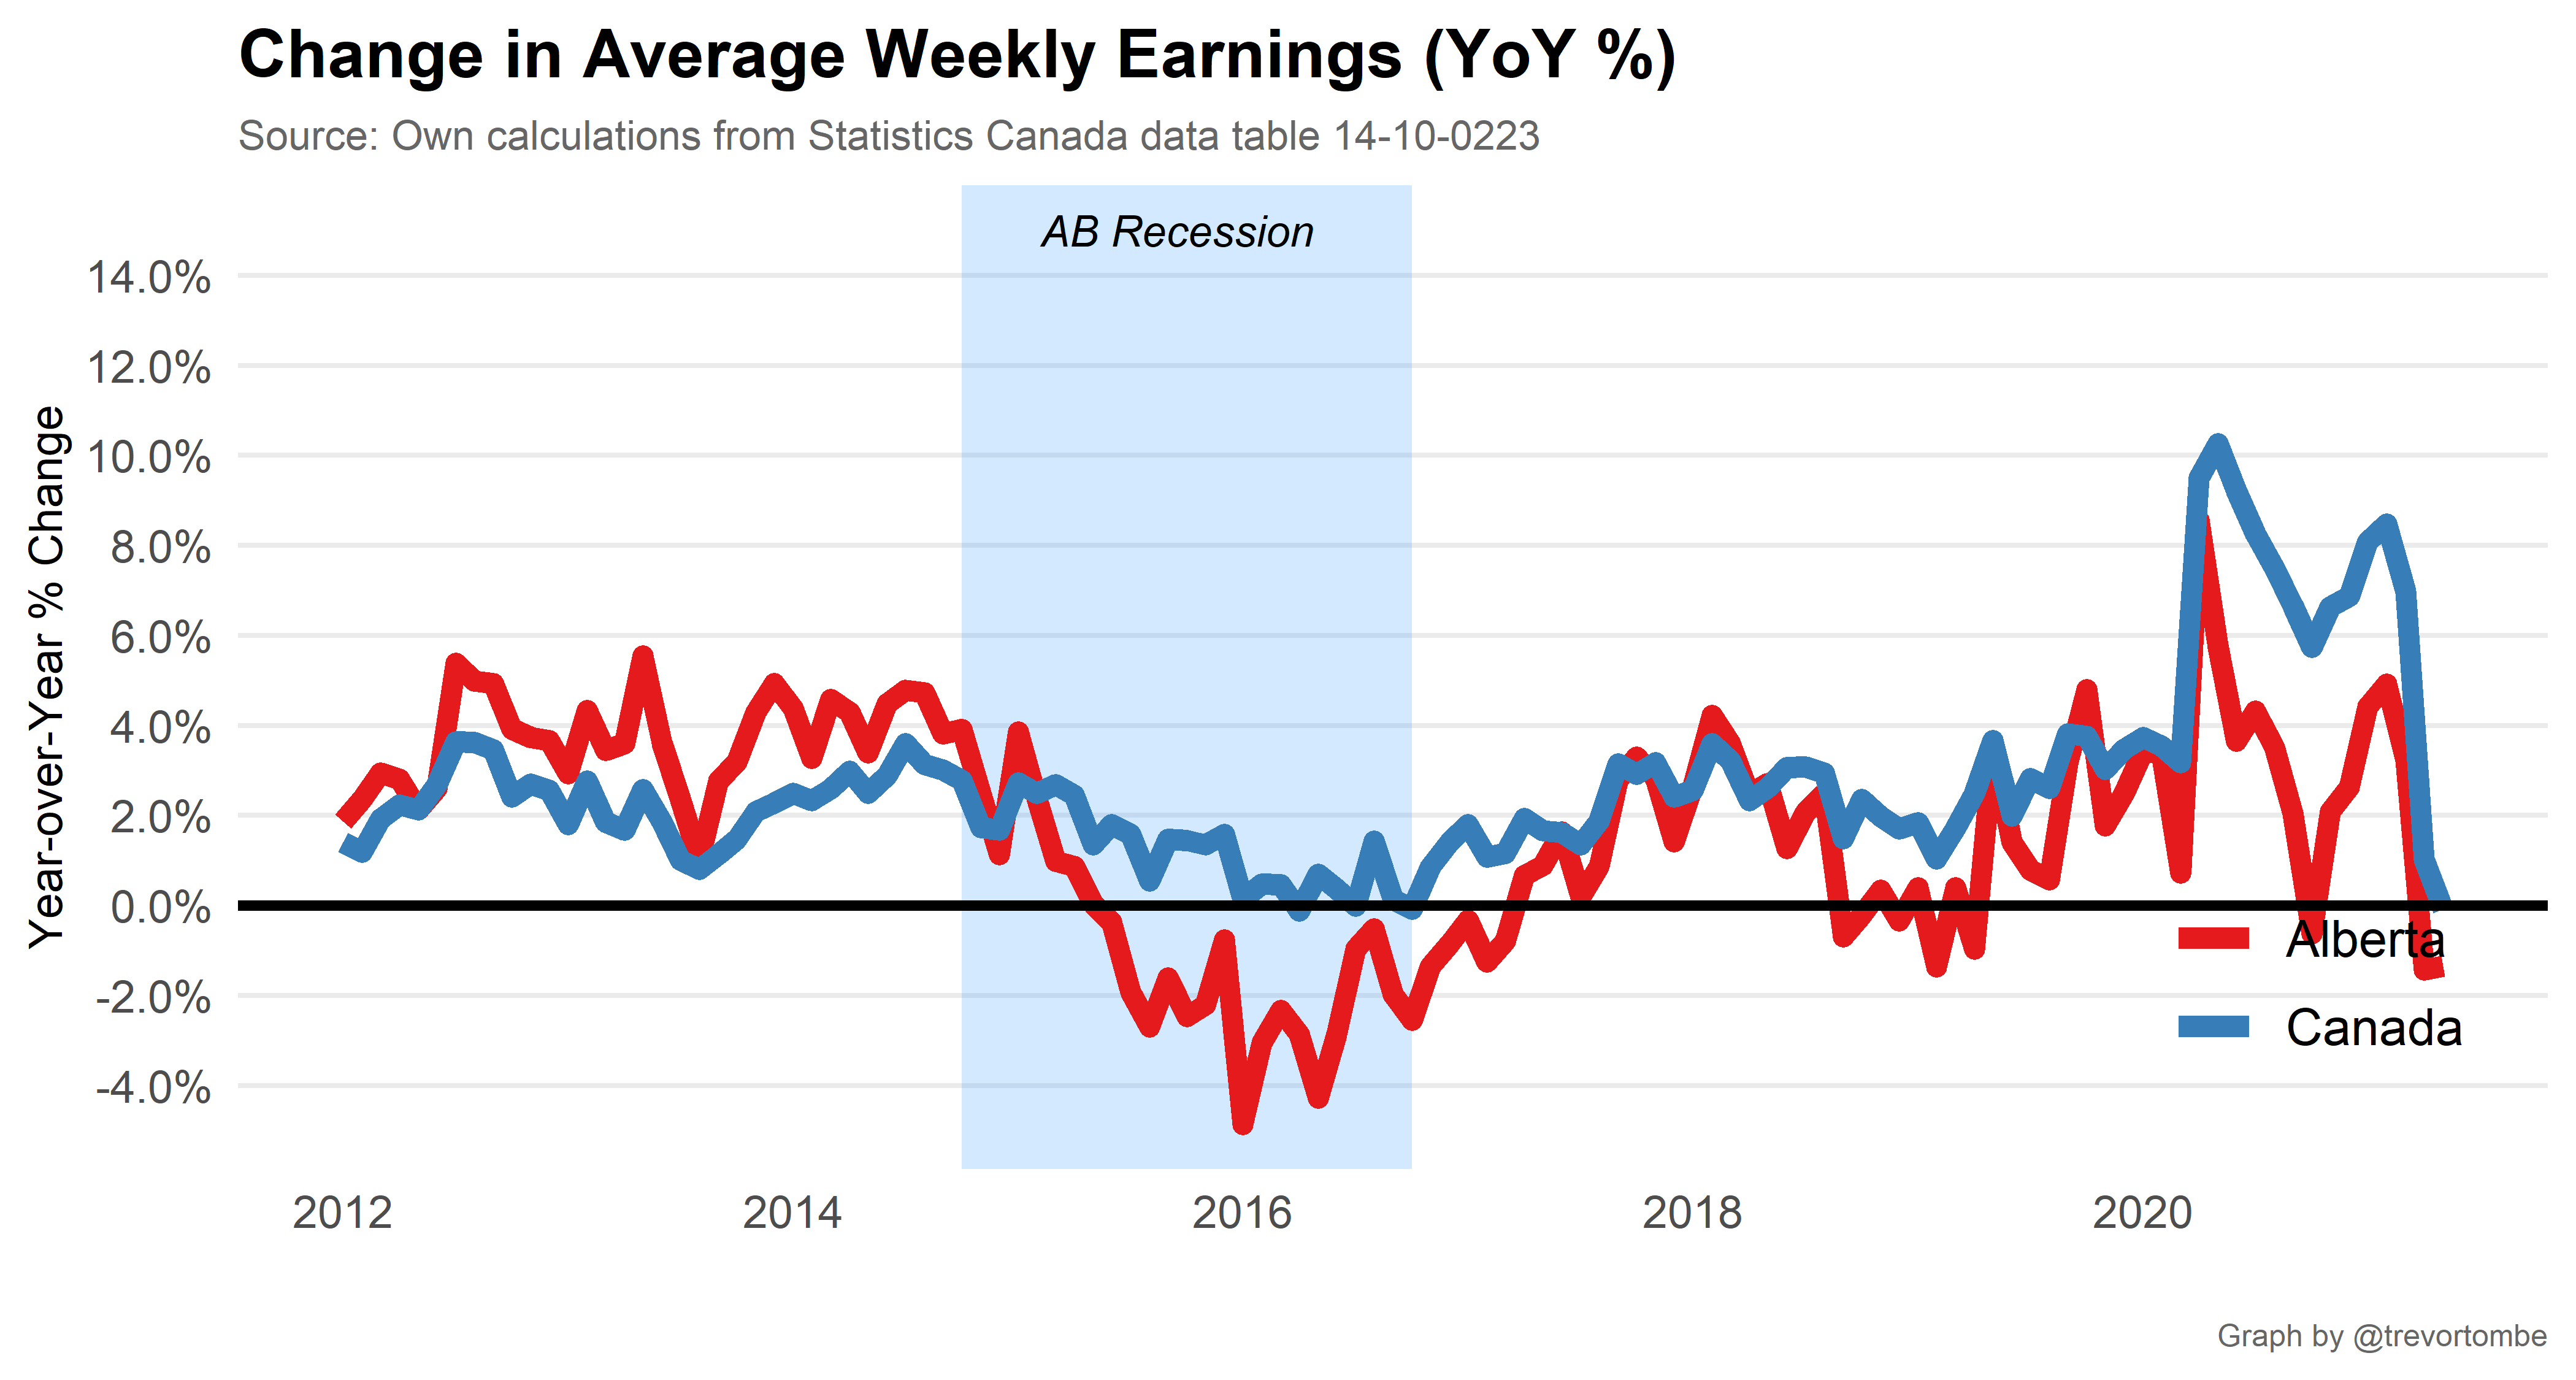 Change in Average Weekly Earnings (YoY %)
Source: Own calculations from Statistics Canada data table 14-10-0223
AB Recession
Year-over-Year % Change
14.0%
12.0%
10.0%
8.0%
6.0%
4.0%
2.0%
0.0%
-2.0%
-4.0%
Alberta
Canada
2012
2014
2016
2018
2020
Graph by @trevortombe